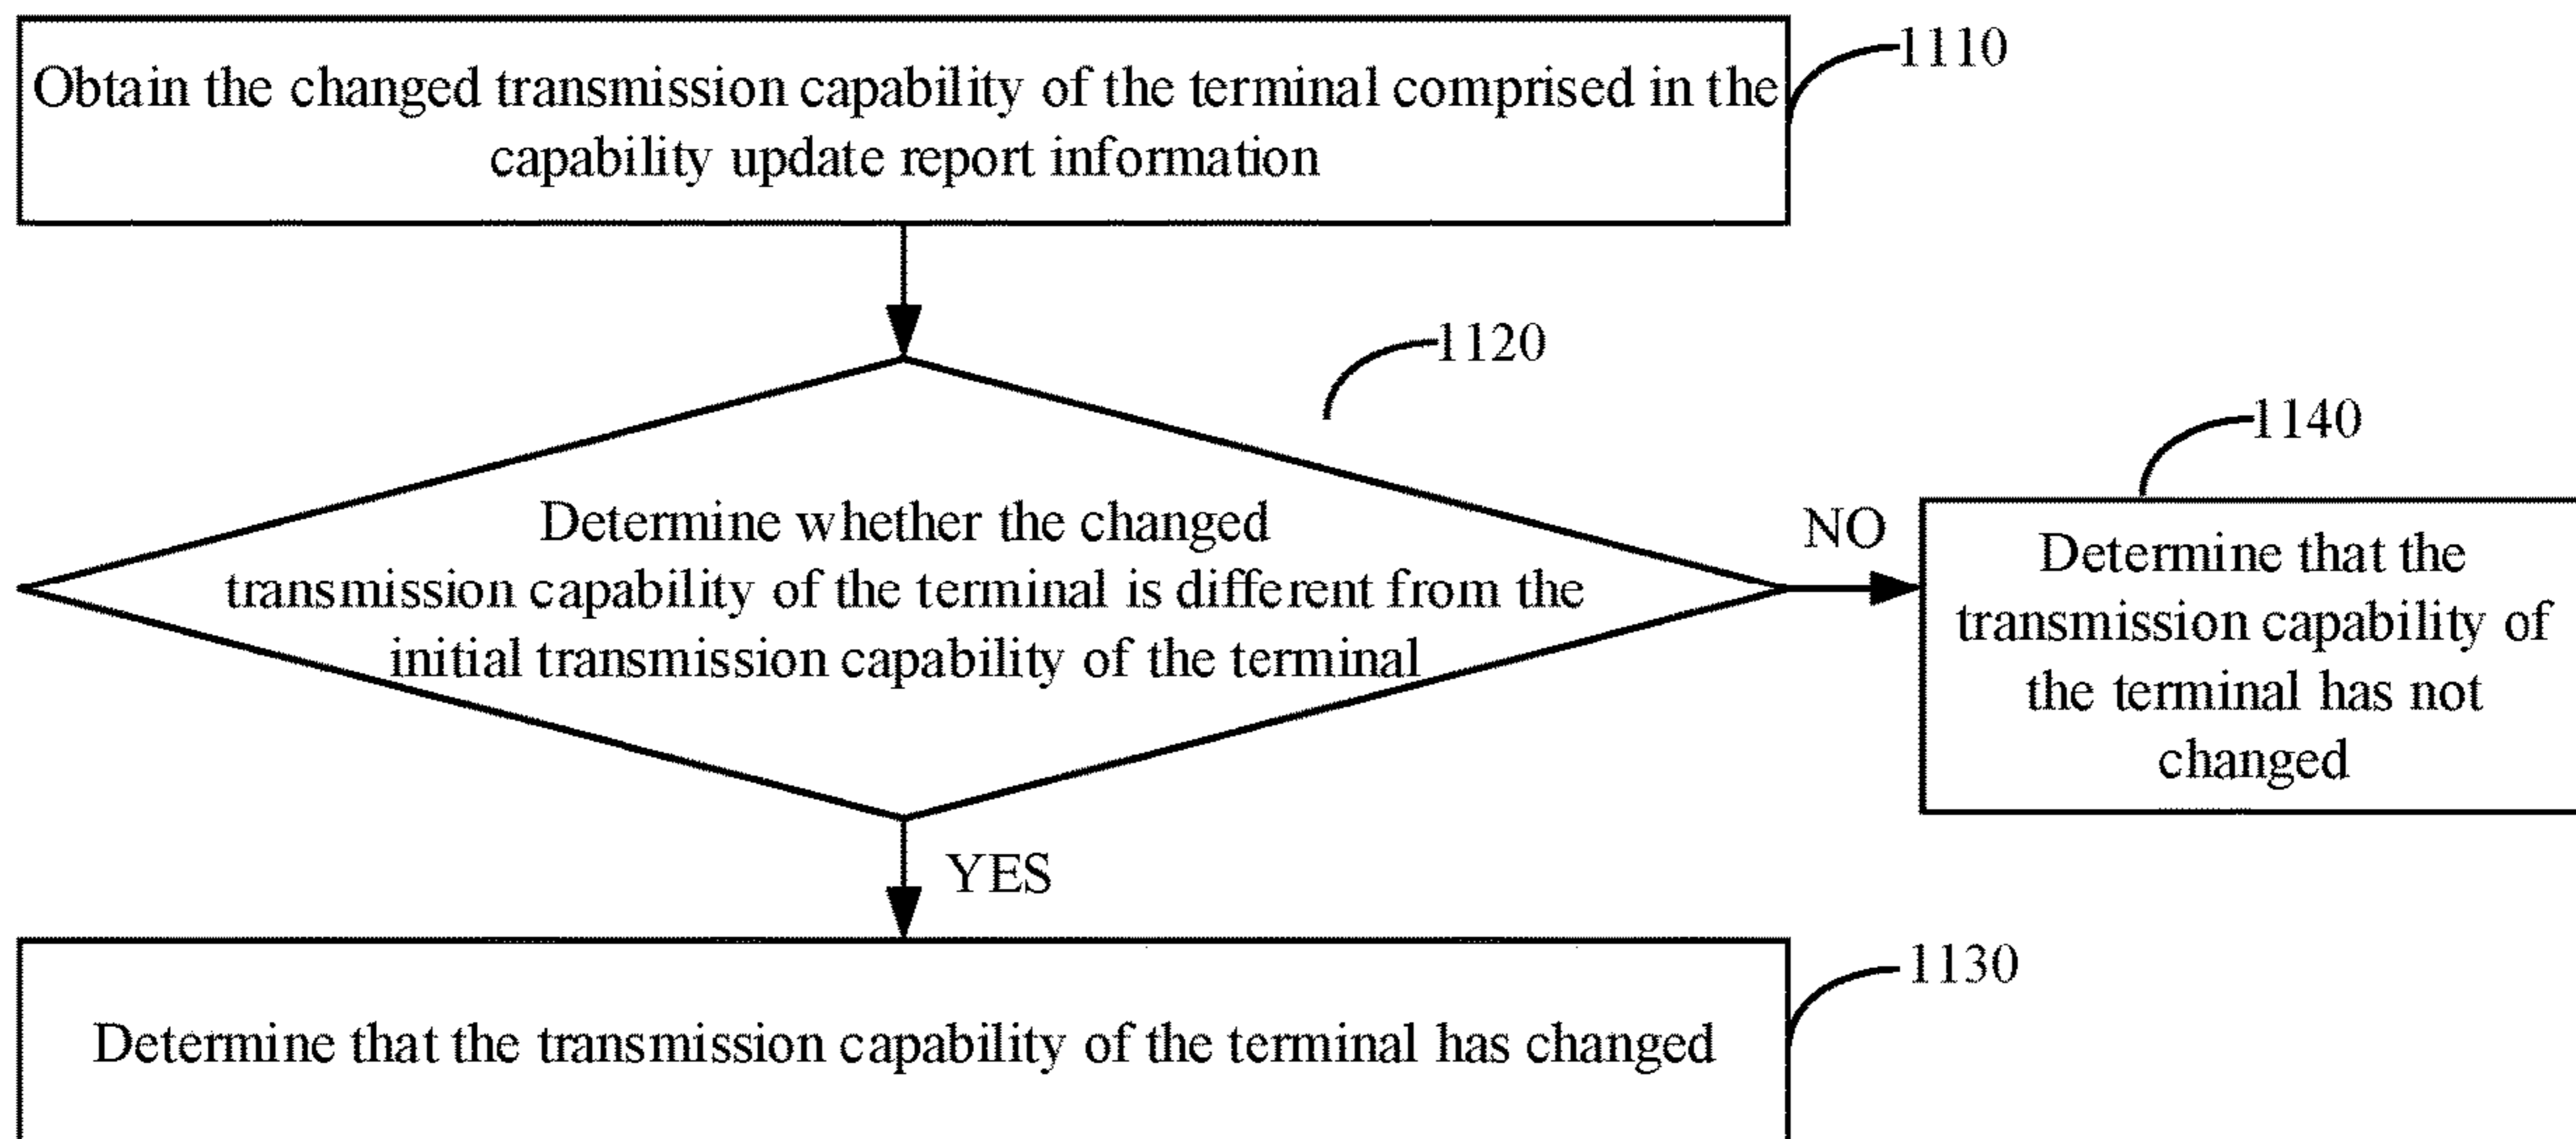 Obtain the changed transmission capability of the terminal comprised in the
capability update report information
1110
1120
Determine whether the changed
transmission capability of the terminal is different from the
initial transmission capability of the terminal
NO
1140
Determine that the
transmission capability of
the terminal has not
changed
YES
1130
Determine that the transmission capability of the terminal has changed